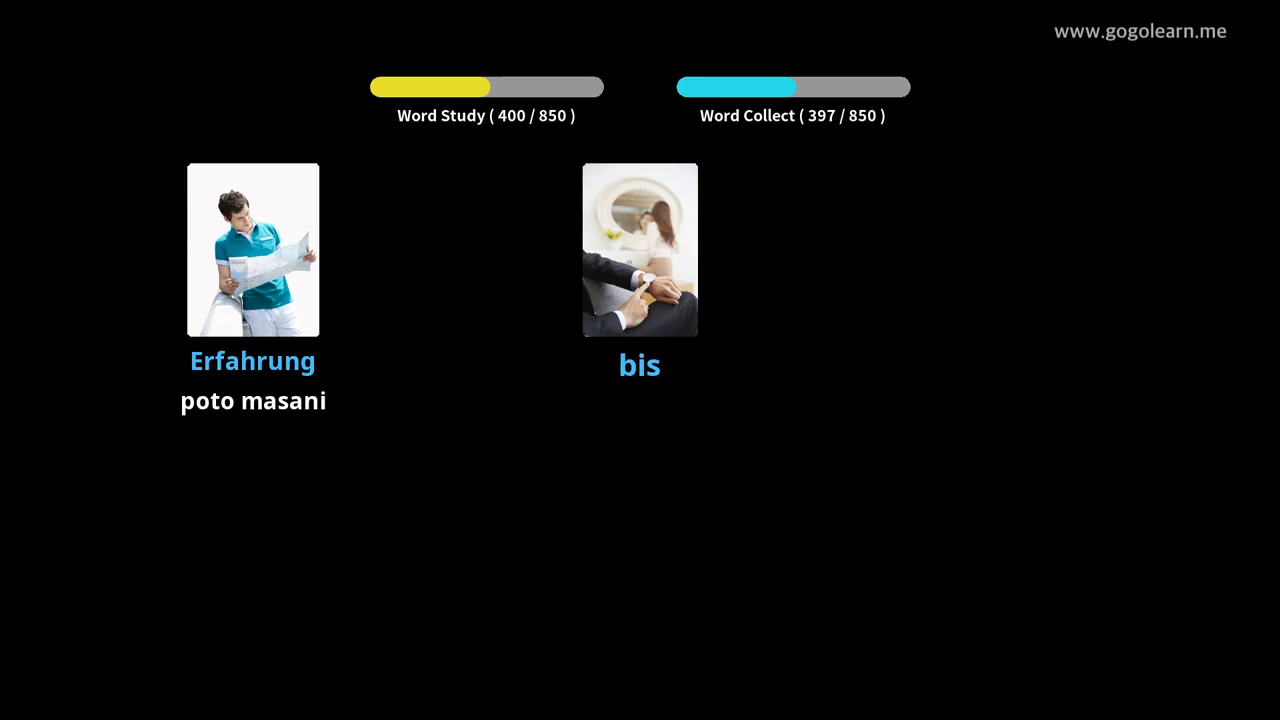 www.gogolearn.me
Word Study ( 400 / 850 )
Word Collect ( 397 / 850 )
Erfahrung
poto masani
bis